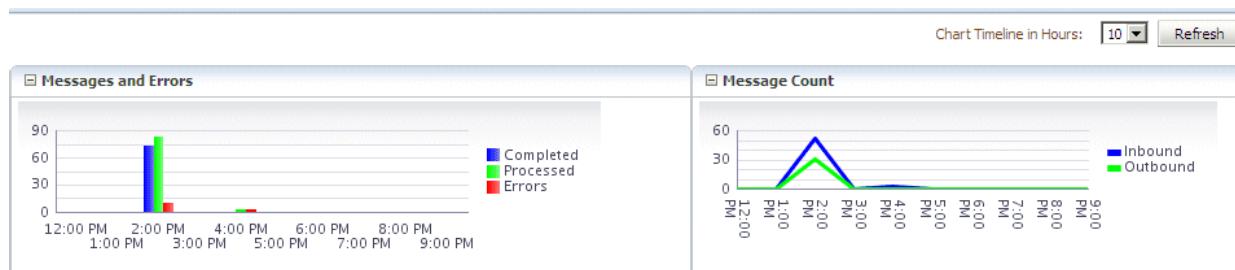 Chart Timeline in Hours: 10 Refresh
Messages and Errors
90
60
30
0
Completed
Processed
Errors
12:00 PM 2:00 PM 4:00 PM 6:00 PM 8:00 PM
1:00 PM 3:00 PM 5:00 PM 7:00 PM 9:00 PM
Message Count
60
30
0
Inbound
Outbound
12:00 PM
1:00 PM
2:00 PM
3:00 PM
4:00 PM
5:00 PM
6:00 PM
7:00 PM
8:00 PM
9:00 PM